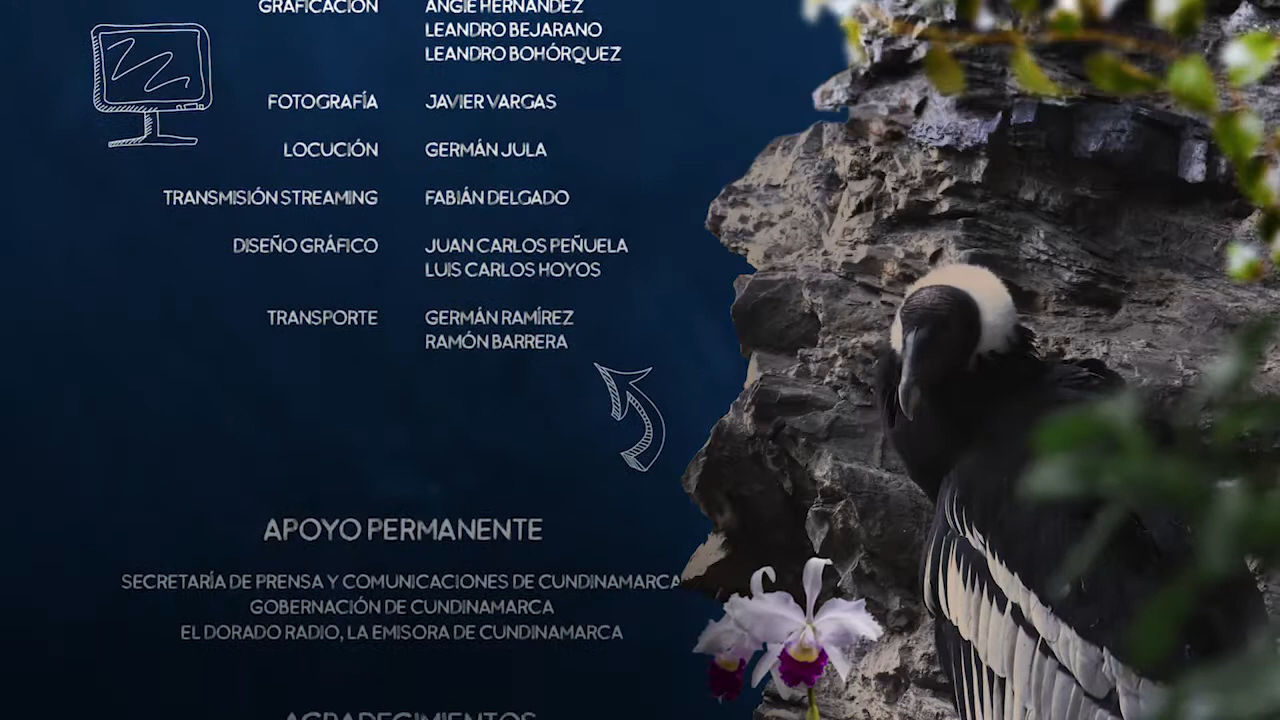 GRAFICACIÓN ANGIE HERNÁNDEZ
LEANDRO BEJARANO
LEANDRO BOHÓRQUEZ
FOTOGRAFÍA JAVIER VARGAS
LOCUCIÓN GERMÁN JULA
TRANSMISIÓN STREAMING FABIÁN DELGADO
DISEÑO GRÁFICO JUAN CARLOS PEÑUELA
LUIS CARLOS HOYOS
TRANSPORTE GERMÁN RAMÍREZ
RAMÓN BARRERA
APOYO PERMANENTE
SECRETARÍA DE PRENSA Y COMUNICACIONES DE CUNDINAMARCA
GOBERNACIÓN DE CUNDINAMARCA
EL DORADO RADIO, LA EMISORA DE CUNDINAMARCA
AGRADECIMIENTOS